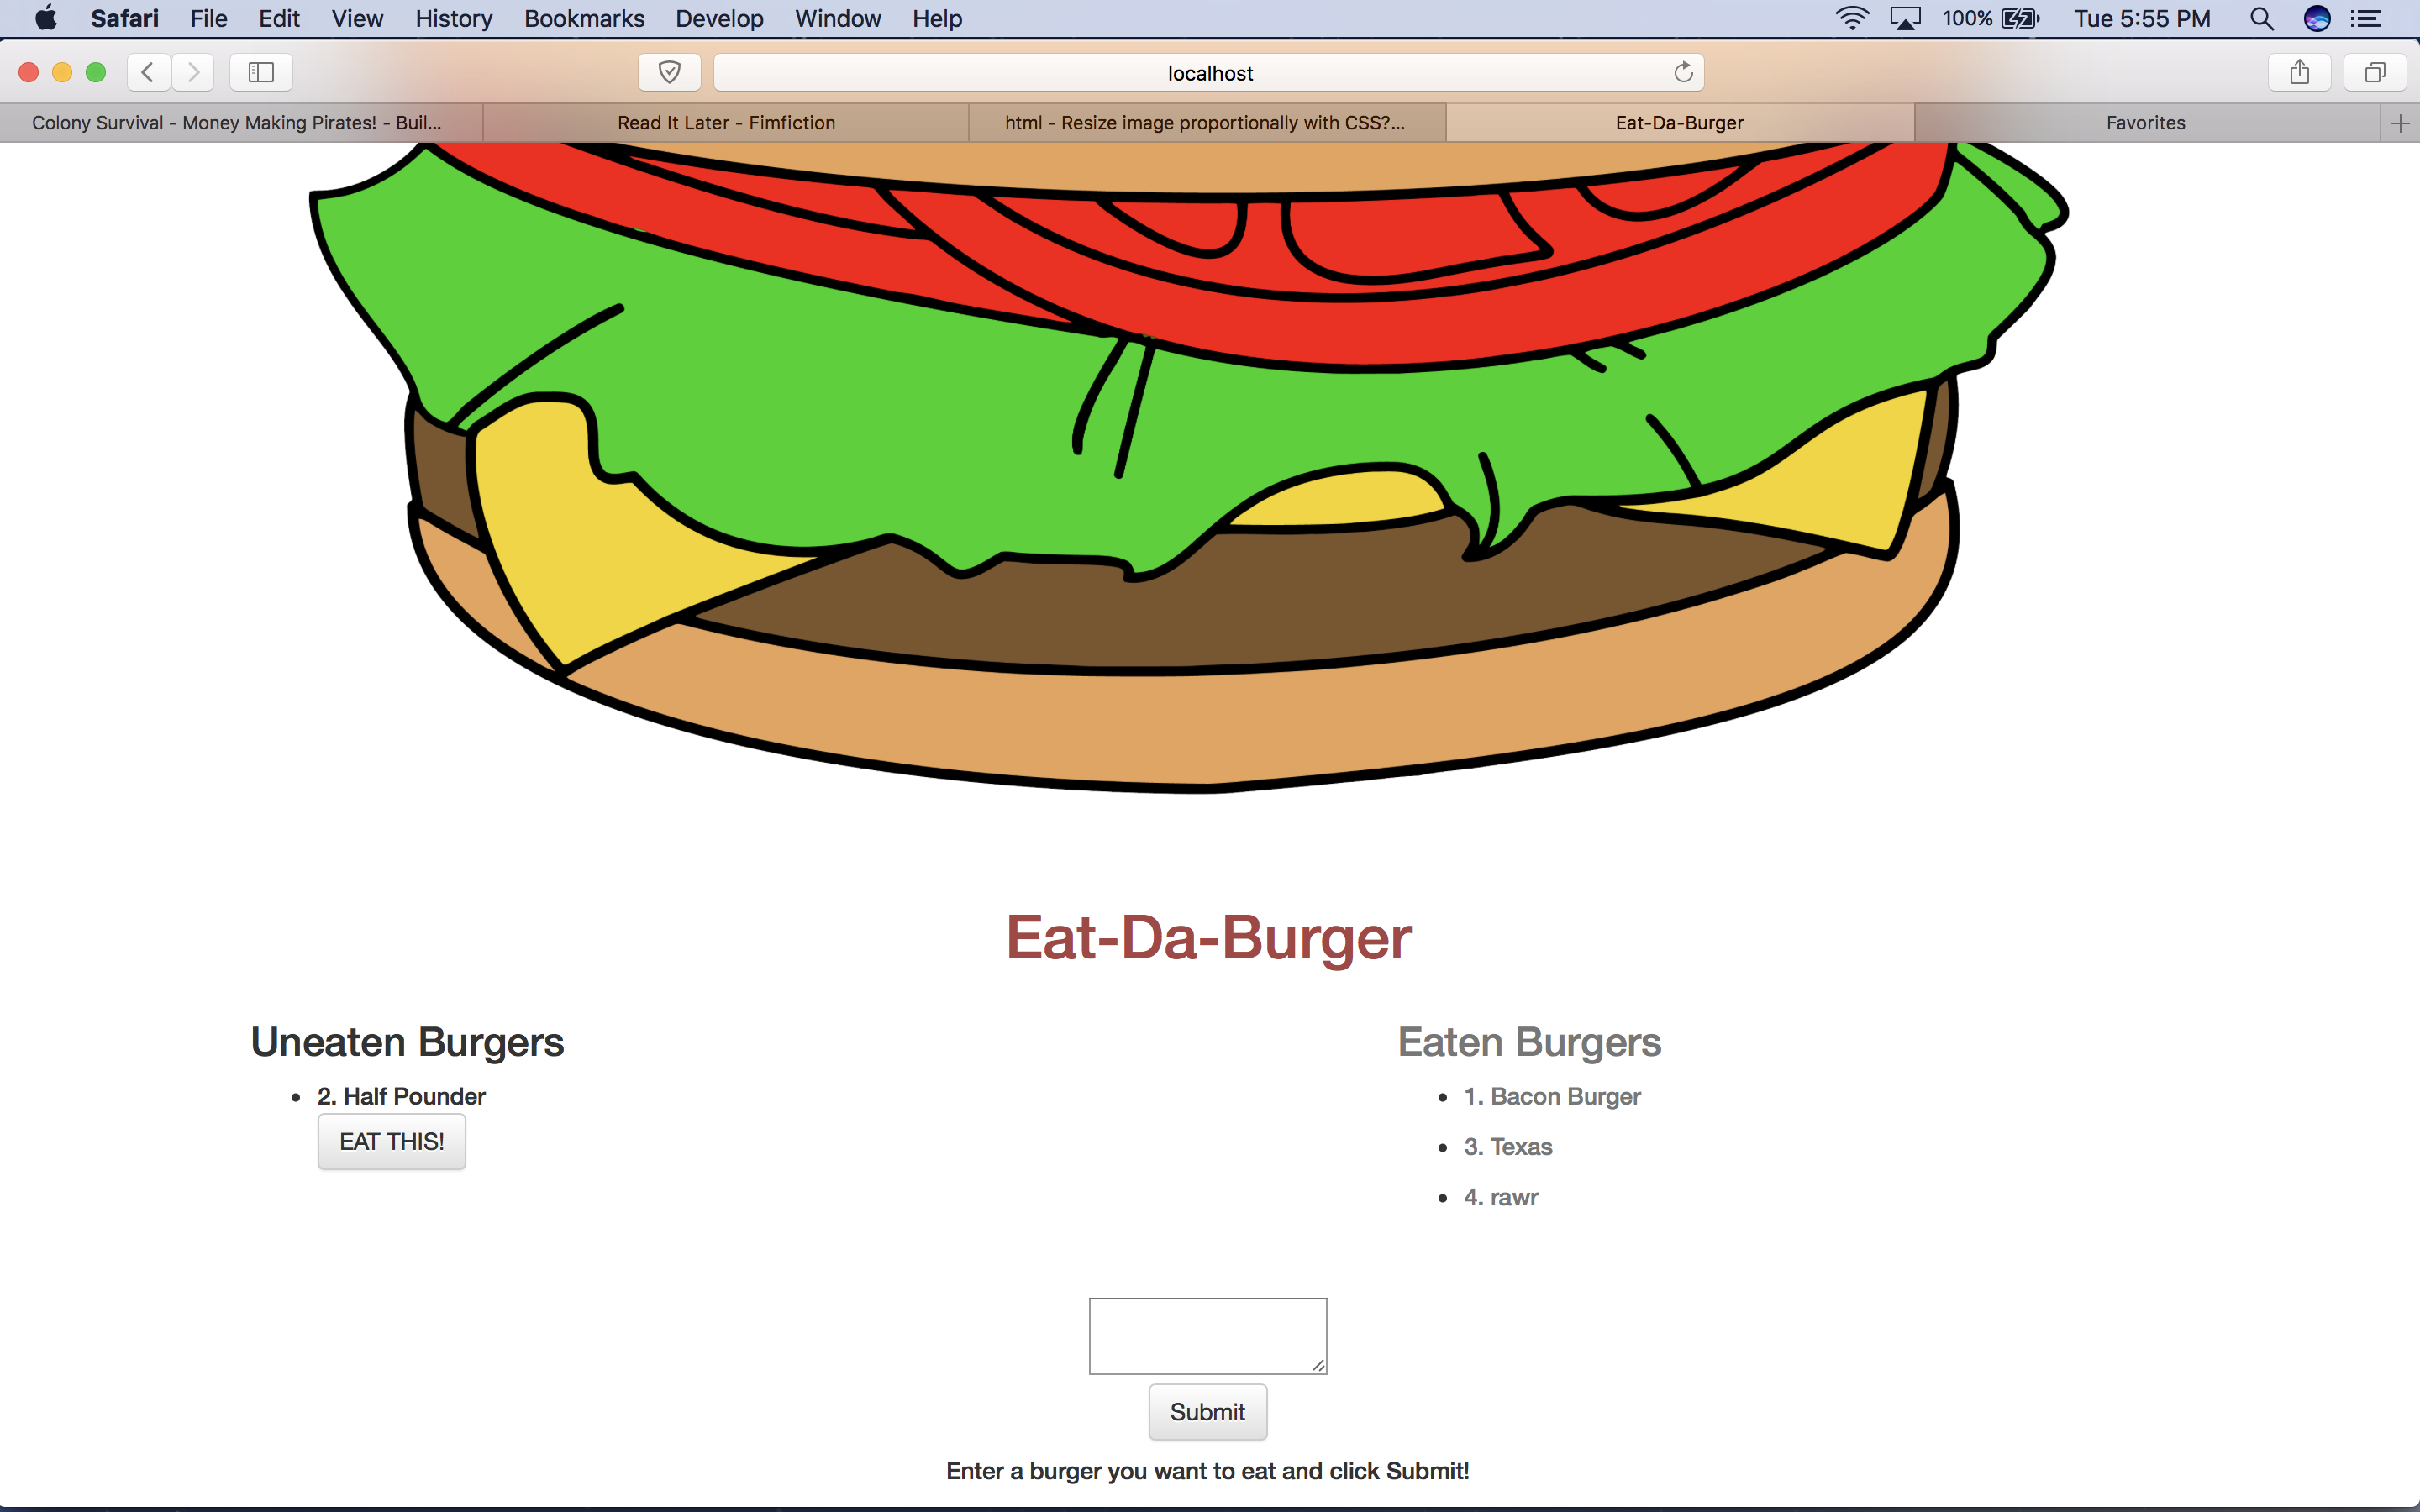 Safari File Edit View History Bookmarks Develop Window Help 100% Tue 5:55 PM
localhost
Colony Survival - Money Making Pirates! - Buil... Read It Later - Fimfiction html - Resize image proportionally with CSS?... Eat-Da-Burger Favorites
Eat-Da-Burger
Uneaten Burgers
2. Half Pounder
EAT THIS!
Eaten Burgers
1. Bacon Burger
3. Texas
4. rawr
Submit
Enter a burger you want to eat and click Submit!